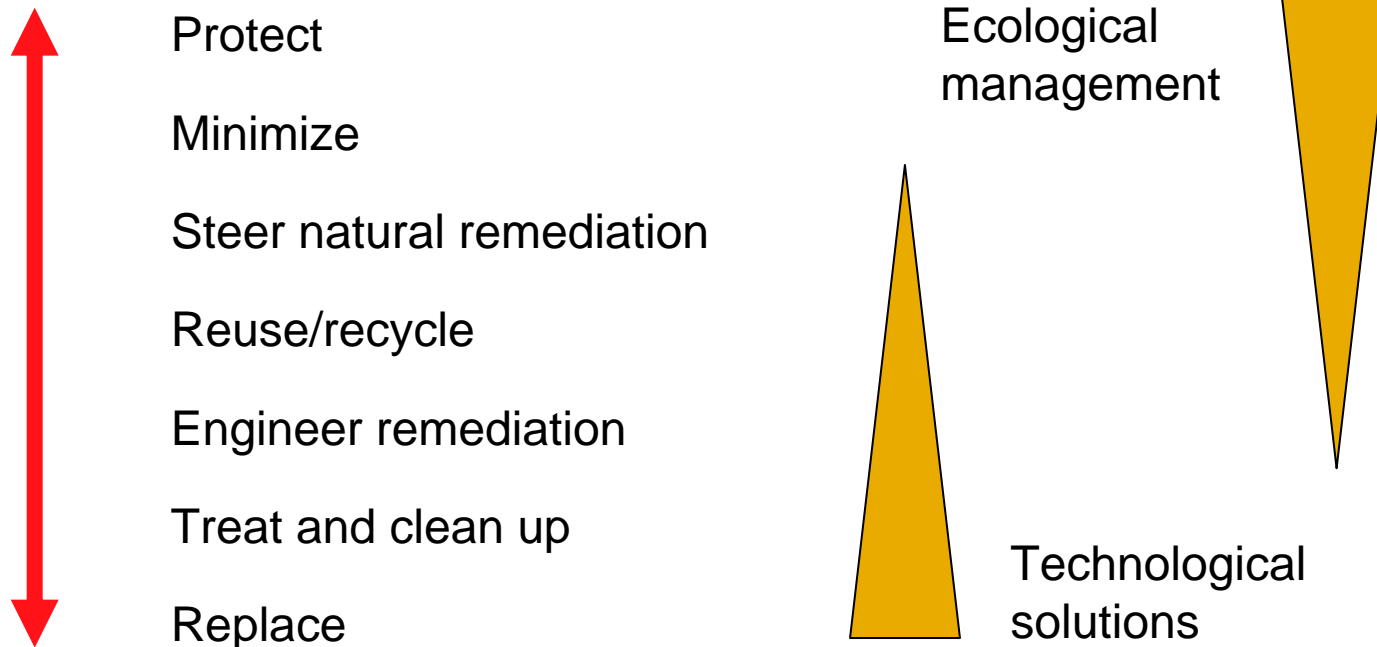 Protect
Minimize
Steer natural remediation
Reuse/recycle
Engineer remediation
Treat and clean up
Replace
Ecological
management
Technological
solutions